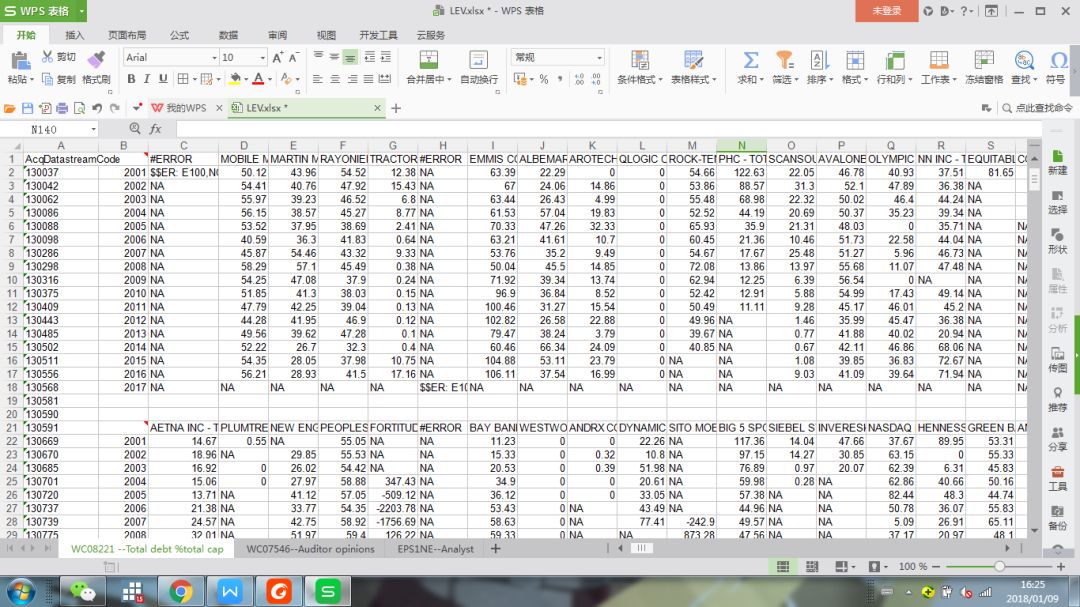 WPS 表格
LEV.xlsx * - WPS 表格
未登录
开始 插入 页面布局 公式 数据 审阅 视图 开发工具 云服务
粘贴 剪切 复制 格式刷 Arial 10 B I U A 合并居中 自动换行 常规 % 条件格式 表格样式 求和 筛选 排序 格式 行和列 工作表 冻结窗格 查找 符号
我的WPS LEV.xlsx * 点此查找命令
N140 fx
A B C D E F G H I J K L M N O P Q R S
1 AcqDatastreamCode #ERROR MOBILE M MARTIN M RAYONIE TRACTOR #ERROR EMMIS CO ALBEMAR AROTECH QLOGIC C ROCK-TEN PHC - TOT SCANSOU AVALONB OLYMPIC NN INC - T EQUITABL CO
2 130037 2001 $$ER: E100,NO 50.12 43.96 54.52 12.38 NA 63.39 22.29 0 0 54.66 122.63 22.05 46.78 40.93 37.51 81.65
3 130042 2002 NA 54.41 40.76 47.92 15.43 NA 67 24.06 14.86 0 53.86 88.57 31.3 52.1 47.89 36.38 NA
4 130062 2003 NA 55.97 39.23 46.52 6.8 NA 63.44 26.43 4.99 0 55.48 68.98 22.32 50.02 46.4 44.24 NA
5 130086 2004 NA 56.15 38.57 45.27 8.77 NA 61.53 57.04 19.83 0 52.52 44.19 20.69 50.37 35.23 39.34 NA
6 130088 2005 NA 53.52 37.95 38.69 2.41 NA 70.33 47.26 32.33 0 65.93 35.9 21.31 48.03 0 35.71 NA NA
7 130098 2006 NA 40.59 36.3 41.83 0.64 NA 63.21 41.61 10.7 0 60.45 21.36 10.46 51.73 22.58 44.04 NA NA
8 130286 2007 NA 45.87 54.46 43.32 9.33 NA 53.76 35.2 9.49 0 54.67 17.67 25.48 51.27 5.96 46.73 NA NA
9 130298 2008 NA 58.29 57.1 45.49 0.38 NA 50.04 45.5 14.85 0 72.08 13.86 13.97 55.68 11.07 47.48 NA NA
10 130316 2009 NA 54.25 47.08 37.9 0.24 NA 71.92 39.34 13.74 0 62.94 12.25 6.39 56.54 0 NA NA NA
11 130375 2010 NA 51.85 41.3 38.03 0.15 NA 96.9 36.84 8.52 0 52.42 12.91 5.88 54.99 17.43 49.14 NA NA
12 130409 2011 NA 47.79 42.25 39.04 0.13 NA 100.46 31.27 15.54 0 50.49 11.11 9.28 45.17 46.01 45.2 NA NA
13 130443 2012 NA 44.28 41.95 46.9 0.12 NA 102.82 26.58 22.88 0 49.96 NA 1.46 35.99 45.47 36.38 NA NA
14 130485 2013 NA 49.56 39.62 47.28 0.1 NA 79.47 38.24 3.79 0 39.67 NA 0.77 41.88 40.02 20.94 NA NA
15 130502 2014 NA 52.22 26.7 32.3 0.4 NA 60.46 66.34 24.09 0 40.85 NA 0.67 42.11 46.86 68.06 NA NA
16 130511 2015 NA 54.35 28.05 37.98 10.75 NA 104.88 53.11 23.79 0 NA NA 1.08 39.85 36.83 72.67 NA NA
17 130556 2016 NA 56.21 28.93 41.5 17.16 NA 106.11 37.54 16.99 0 NA NA 9.03 41.09 39.64 71.94 NA NA
18 130568 2017 NA NA NA NA NA $$ER: E10 NA NA NA NA NA NA NA NA NA NA NA NA
19 130581
20 130590
21 130591 AETNA INC - T PLUMTRE NEW ENG PEOPLES FORTITUD #ERROR BAY BANK WESTWO ANDRX CO DYNAMIC SITO MOE BIG 5 SPO SIEBEL S INVERESK NASDAQ HENNESS GREEN B
22 130669 2001 14.67 0.55 NA 55.05 NA NA 11.23 0 0 22.26 NA 117.36 14.04 47.66 37.67 89.95 53.31
23 130670 2002 18.96 NA 29.85 55.53 NA NA 15.33 0 0.32 10.8 NA 97.15 14.27 30.85 63.15 0 55.33
24 130685 2003 16.92 0 26.02 54.42 NA NA 20.53 0 0.39 51.98 NA 76.89 0.97 20.07 62.39 6.31 45.83
25 130701 2004 15.06 0 27.97 58.88 347.43 NA 34.9 0 0 20.61 NA 59.98 0.28 NA 62.86 40.66 50.16
26 130720 2005 13.71 NA 41.12 57.05 -509.12 NA 36.12 0 0 33.05 NA 57.38 NA NA 82.44 48.3 44.74
27 130737 2006 21.38 NA 33.77 54.35 -2203.78 NA 53.43 0 NA 43.49 NA 44.96 NA NA 50.78 36.07 55.83
28 130739 2007 24.57 NA 42.75 58.92 -1756.69 NA 58.63 0 NA 77.41 -242.9 49.57 NA NA 5.09 26.91 65.11
29 130775 2008 32.01 NA 51.97 59.4 126.22 NA 59.33 0 NA 0 873.28 47.56 NA NA 37.17 20.97 48.1
新建
选择
形状
属性
分析
传图
推荐
分享
工具
备份
WC08221 --Total debt %total cap WC07546--Auditor opinions EPS1NE--Analyst
100 %
16:25
2018/01/09